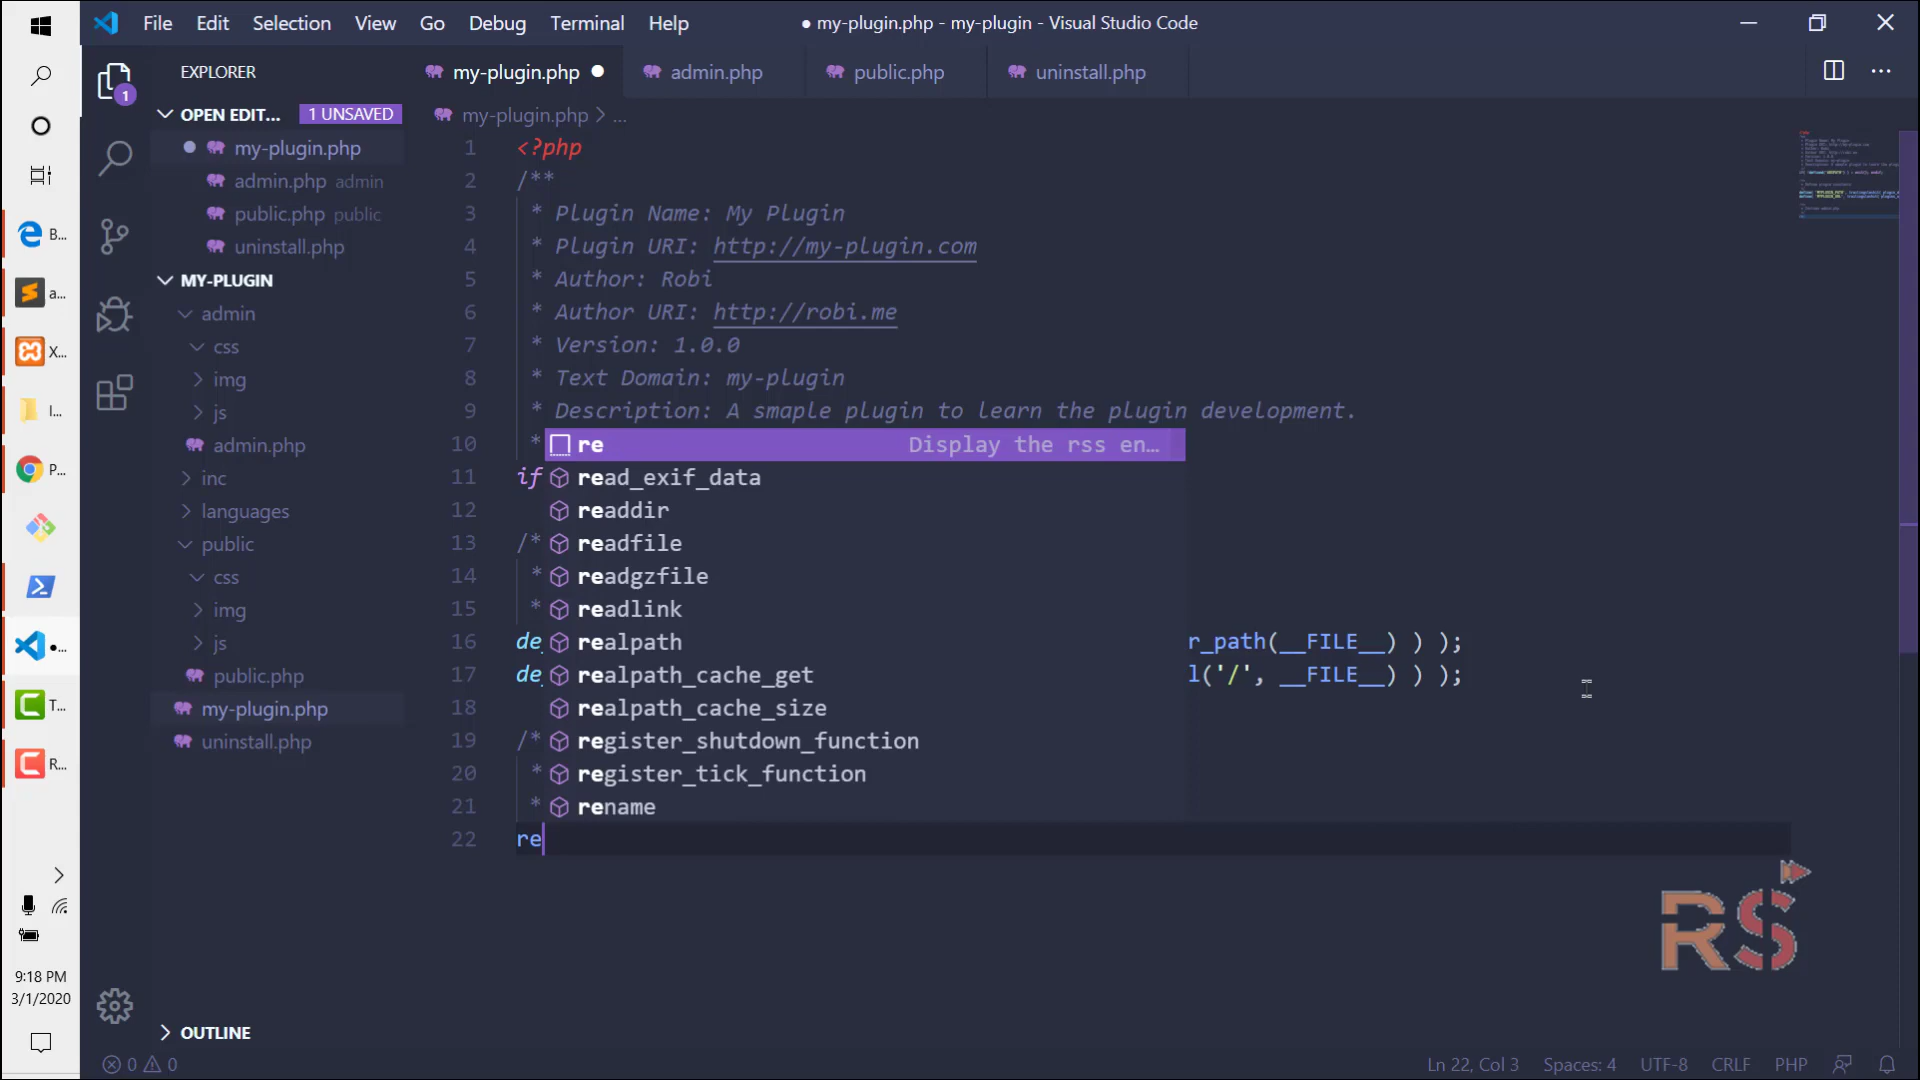 File Edit Selection View Go Debug Terminal Help ● my-plugin.php - my-plugin - Visual Studio Code
EXPLORER
my-plugin.php
admin.php
public.php
uninstall.php
1
OPEN EDIT... 1 UNSAVED
my-plugin.php
admin.php admin
public.php public
uninstall.php
MY-PLUGIN
admin
css
img
js
admin.php
inc
languages
public
css
img
js
public.php
my-plugin.php
uninstall.php
OUTLINE
my-plugin.php > ...
1 <?php
2 /**
3 * Plugin Name: My Plugin
4 * Plugin URI: http://my-plugin.com
5 * Author: Robi
6 * Author URI: http://robi.me
7 * Version: 1.0.0
8 * Text Domain: my-plugin
9 * Description: A smaple plugin to learn the plugin development.
10 *
11 if
12
13 /*
14 *
15 *
16 de r_path(__FILE__) ) );
17 de l('/', __FILE__) ) );
18
19 /*
20 *
21 *
22 re
re Display the rss en...
read_exif_data
readdir
readfile
readgzfile
readlink
realpath
realpath_cache_get
realpath_cache_size
register_shutdown_function
register_tick_function
rename
B...
a...
X...
I...
P...
T...
R...
9:18 PM
3/1/2020
RS
0 0
Ln 22, Col 3 Spaces: 4 UTF-8 CRLF PHP